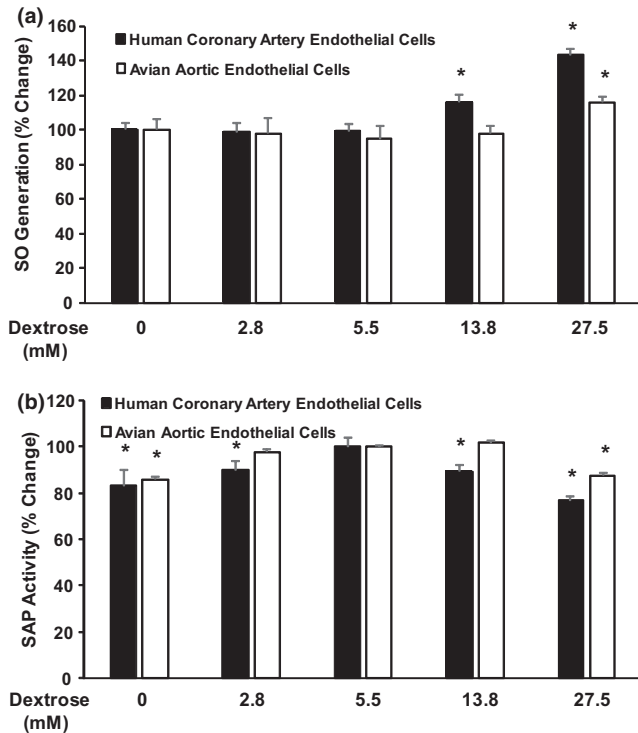 (a)
Human Coronary Artery Endothelial Cells
Avian Aortic Endothelial Cells
SO Generation (% Change)
160
140
120
100
80
60
40
20
0
* * *
Dextrose (mM) 0 2.8 5.5 13.8 27.5
(b)
Human Coronary Artery Endothelial Cells
Avian Aortic Endothelial Cells
SAP Activity (% Change)
120
100
80
60
40
20
0
* * * * * *
Dextrose (mM) 0 2.8 5.5 13.8 27.5